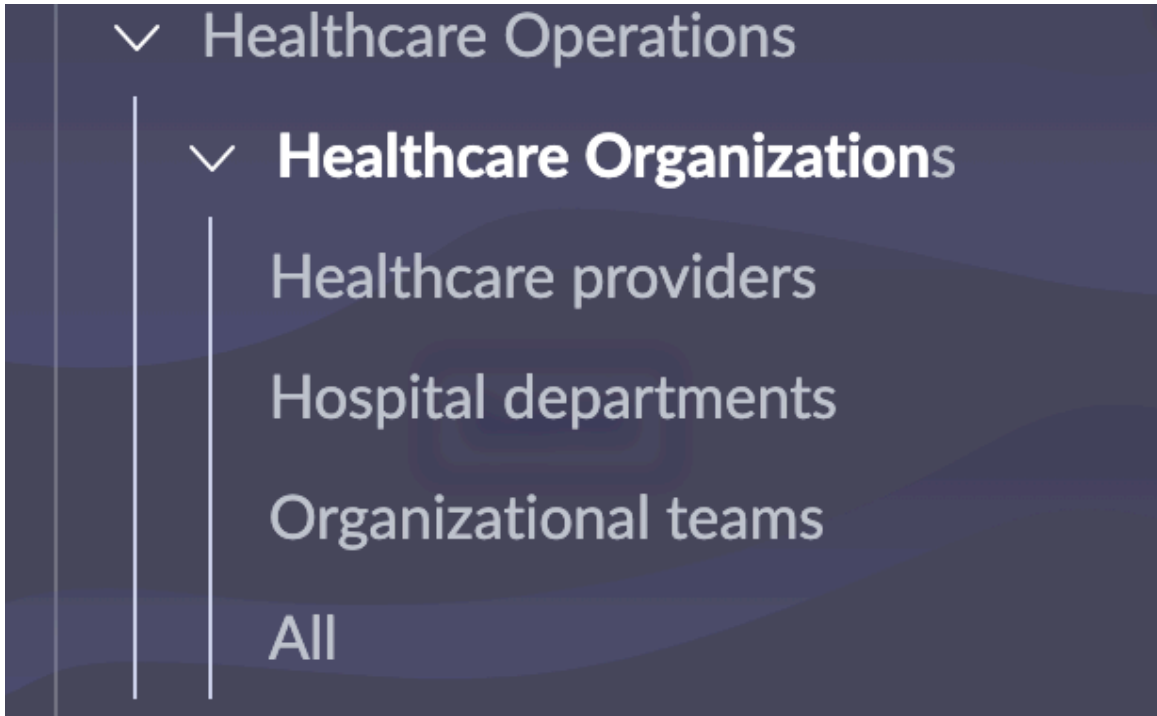 Healthcare Operations
Healthcare Organizations
Healthcare providers
Hospital departments
Organizational teams
All